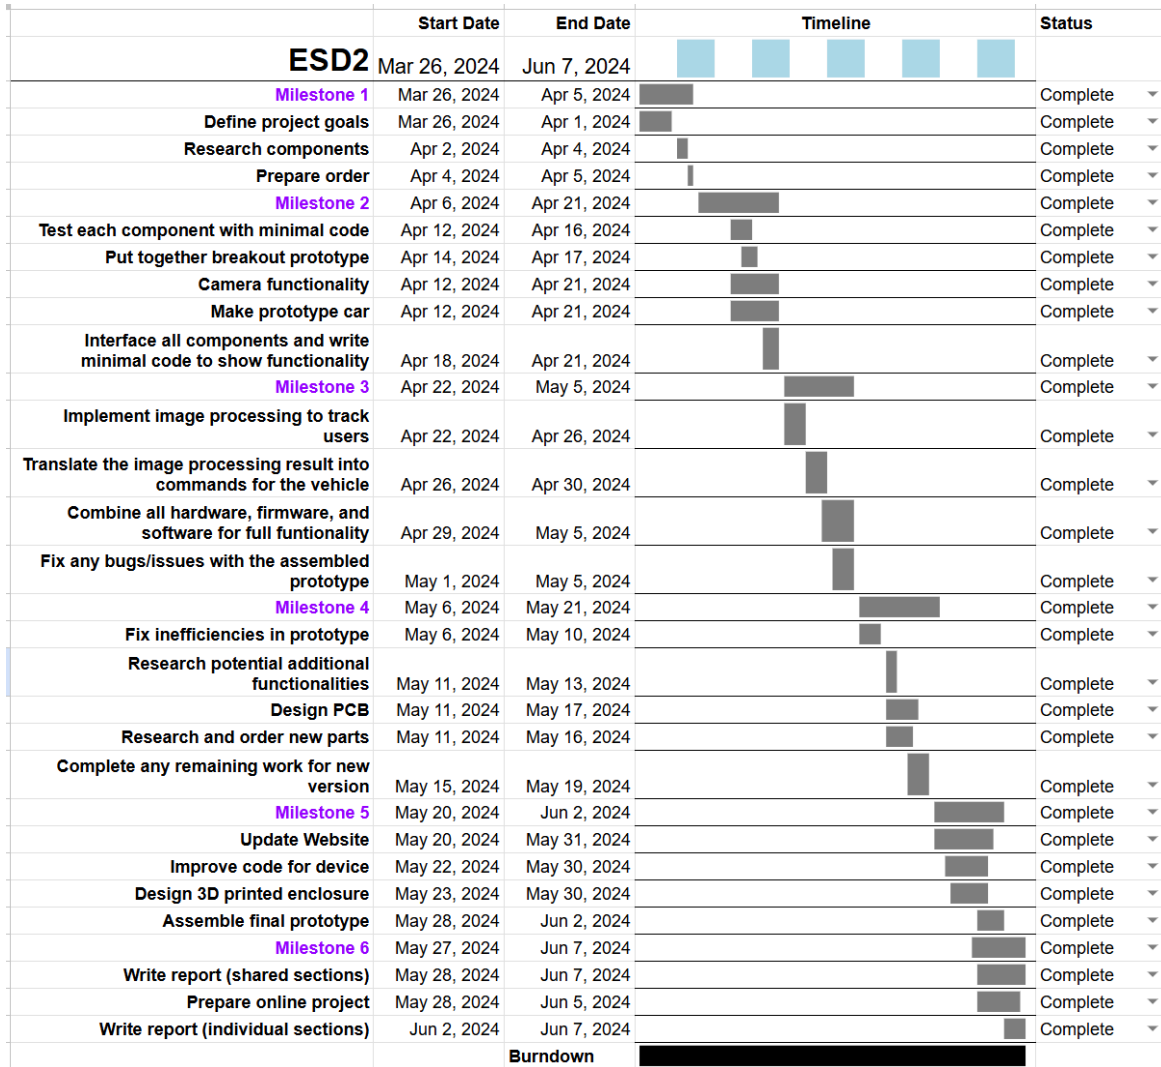 Start Date End Date Timeline Status
ESD2 Mar 26, 2024 Jun 7, 2024
Milestone 1 Mar 26, 2024 Apr 5, 2024 Complete
Define project goals Mar 26, 2024 Apr 1, 2024 Complete
Research components Apr 2, 2024 Apr 4, 2024 Complete
Prepare order Apr 4, 2024 Apr 5, 2024 Complete
Milestone 2 Apr 6, 2024 Apr 21, 2024 Complete
Test each component with minimal code Apr 12, 2024 Apr 16, 2024 Complete
Put together breakout prototype Apr 14, 2024 Apr 17, 2024 Complete
Camera functionality Apr 12, 2024 Apr 21, 2024 Complete
Make prototype car Apr 12, 2024 Apr 21, 2024 Complete
Interface all components and write
minimal code to show functionality Apr 18, 2024 Apr 21, 2024 Complete
Milestone 3 Apr 22, 2024 May 5, 2024 Complete
Implement image processing to track
users Apr 22, 2024 Apr 26, 2024 Complete
Translate the image processing result into
commands for the vehicle Apr 26, 2024 Apr 30, 2024 Complete
Combine all hardware, firmware, and
software for full funtionality Apr 29, 2024 May 5, 2024 Complete
Fix any bugs/issues with the assembled
prototype May 1, 2024 May 5, 2024 Complete
Milestone 4 May 6, 2024 May 21, 2024 Complete
Fix inefficiencies in prototype May 6, 2024 May 10, 2024 Complete
Research potential additional
functionalities May 11, 2024 May 13, 2024 Complete
Design PCB May 11, 2024 May 17, 2024 Complete
Research and order new parts May 11, 2024 May 16, 2024 Complete
Complete any remaining work for new
version May 15, 2024 May 19, 2024 Complete
Milestone 5 May 20, 2024 Jun 2, 2024 Complete
Update Website May 20, 2024 May 31, 2024 Complete
Improve code for device May 22, 2024 May 30, 2024 Complete
Design 3D printed enclosure May 23, 2024 May 30, 2024 Complete
Assemble final prototype May 28, 2024 Jun 2, 2024 Complete
Milestone 6 May 27, 2024 Jun 7, 2024 Complete
Write report (shared sections) May 28, 2024 Jun 7, 2024 Complete
Prepare online project May 28, 2024 Jun 5, 2024 Complete
Write report (individual sections) Jun 2, 2024 Jun 7, 2024 Complete
Burndown